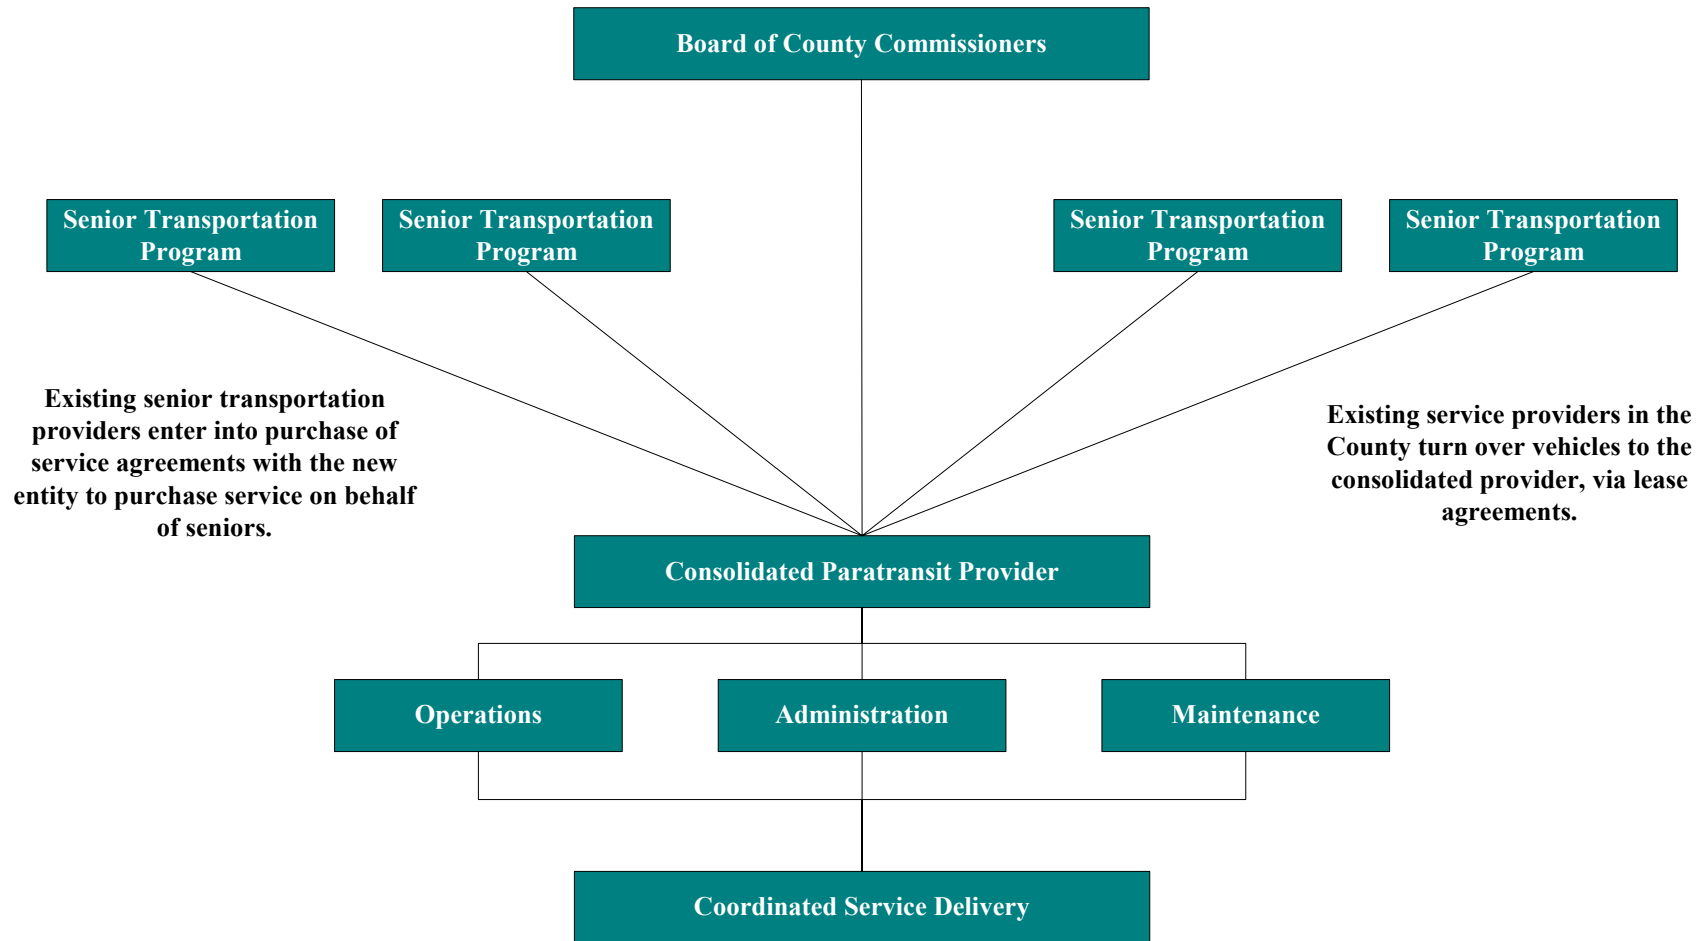 Board of County Commissioners
Senior Transportation
Program
Senior Transportation
Program
Senior Transportation
Program
Senior Transportation
Program
Existing senior transportation
providers enter into purchase of
service agreements with the new
entity to purchase service on behalf
of seniors.
Existing service providers in the
County turn over vehicles to the
consolidated provider, via lease
agreements.
Consolidated Paratransit Provider
Operations
Administration
Maintenance
Coordinated Service Delivery